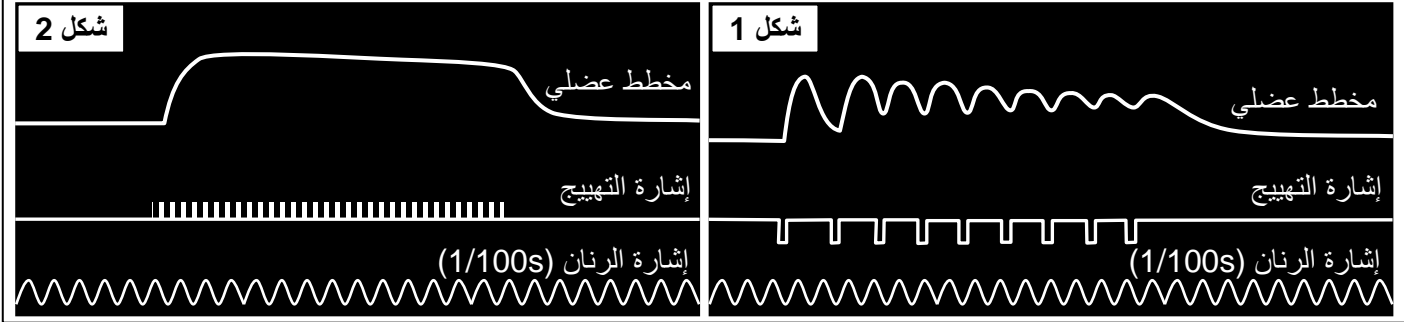 شكل 1
مخطط عضلي
إشارة التهييج
إشارة الرنان (1/100s)
شكل 2
مخطط عضلي
إشارة التهييج
إشارة الرنان (1/100s)